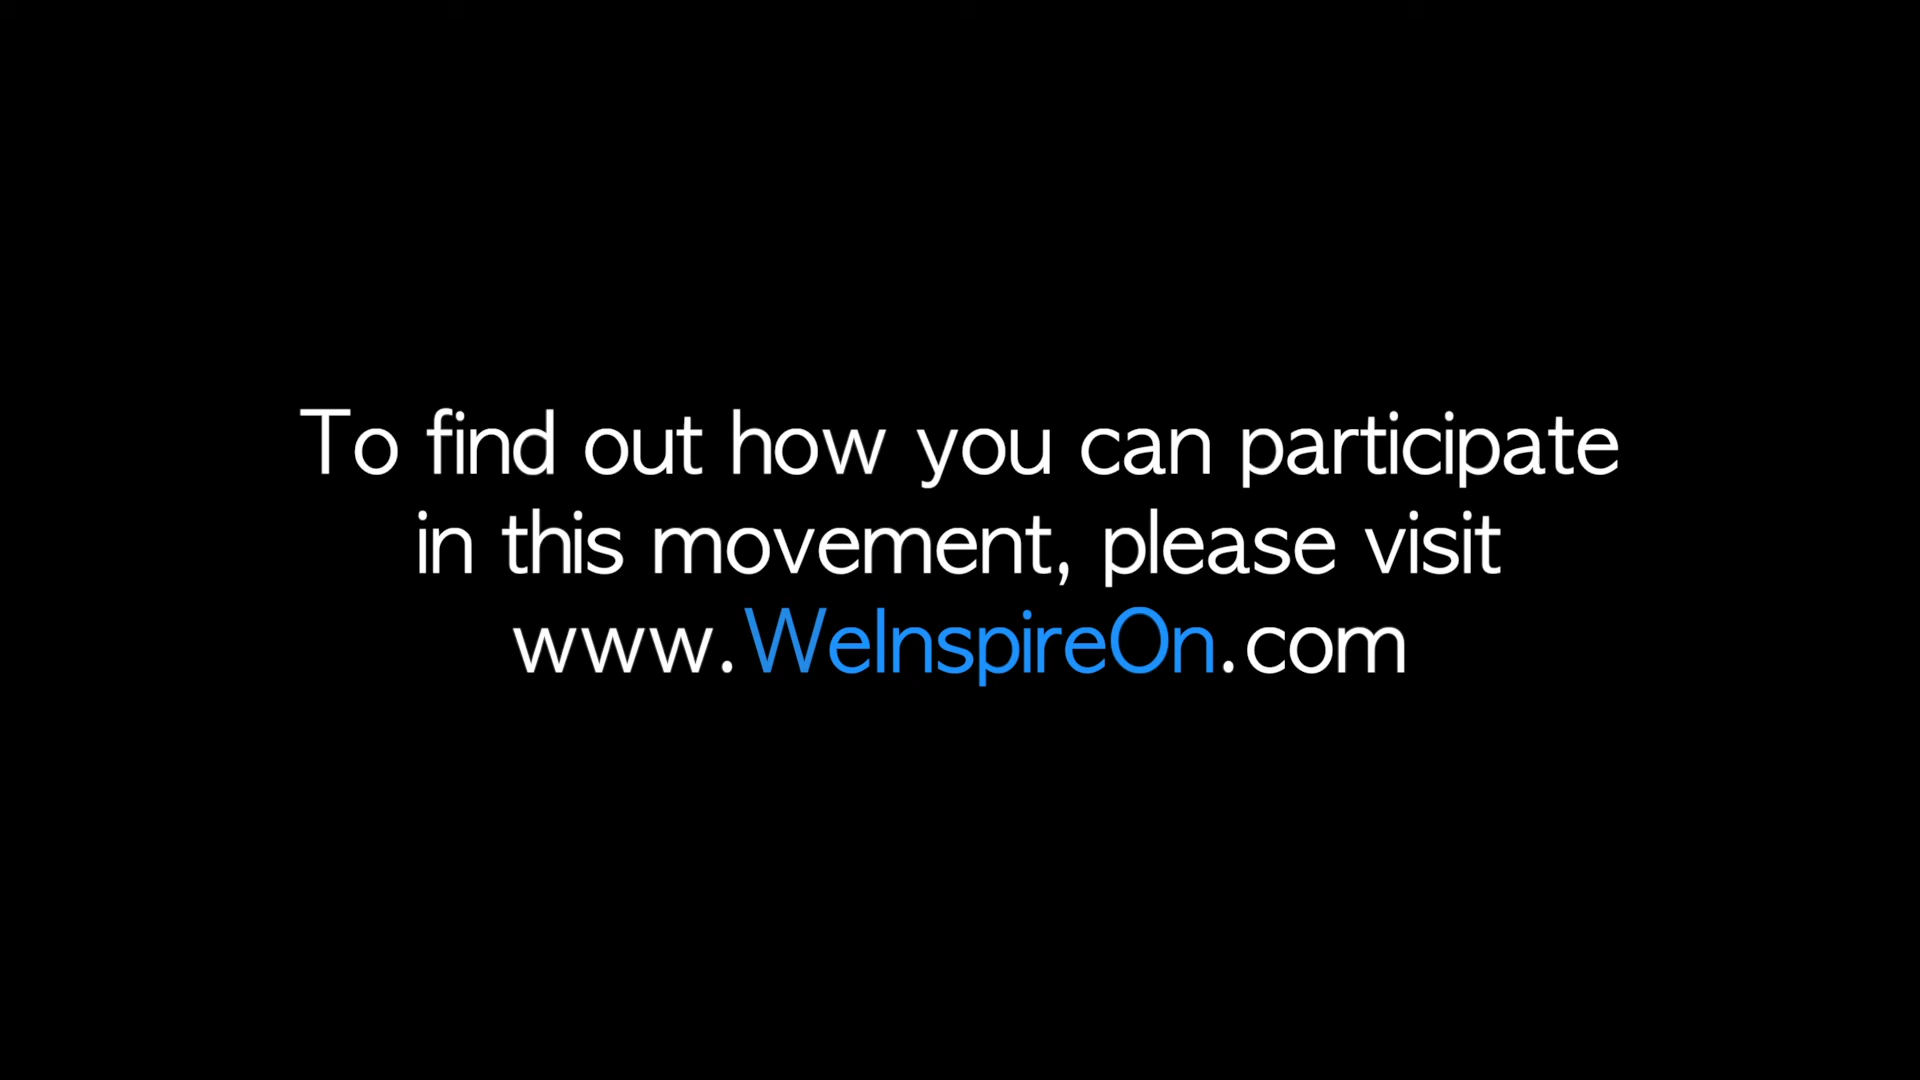 To find out how you can participate
in this movement, please visit
www.WeInspireOn.com